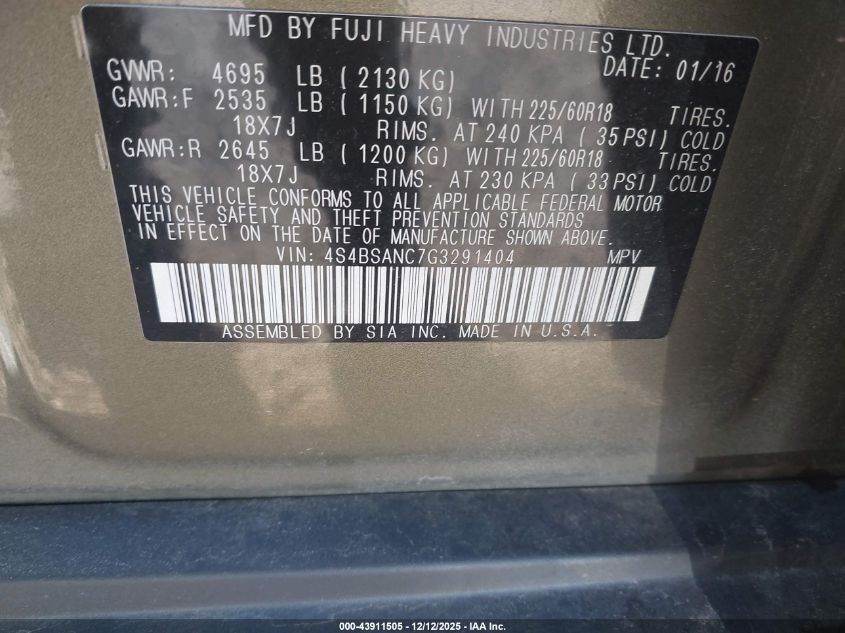 MFD BY FUJI HEAVY INDUSTRIES LTD.
GVWR: 4695 LB ( 2130 KG) DATE: 01/16
GAWR:F 2535 LB ( 1150 KG) WITH 225/60R18 TIRES.
18X7J RIMS. AT 240 KPA ( 35 PSI) COLD
GAWR:R 2645 LB ( 1200 KG) WITH 225/60R18 TIRES.
18X7J RIMS. AT 230 KPA ( 33 PSI) COLD
THIS VEHICLE CONFORMS TO ALL APPLICABLE FEDERAL MOTOR
VEHICLE SAFETY AND THEFT PREVENTION STANDARDS
IN EFFECT ON THE DATE OF MANUFACTURE SHOWN ABOVE.
VIN: 4S4BSANC7G3291404 MPV
ASSEMBLED BY SIA INC. MADE IN U.S.A.
000-43911505 - 12/12/2025 - IAA Inc.